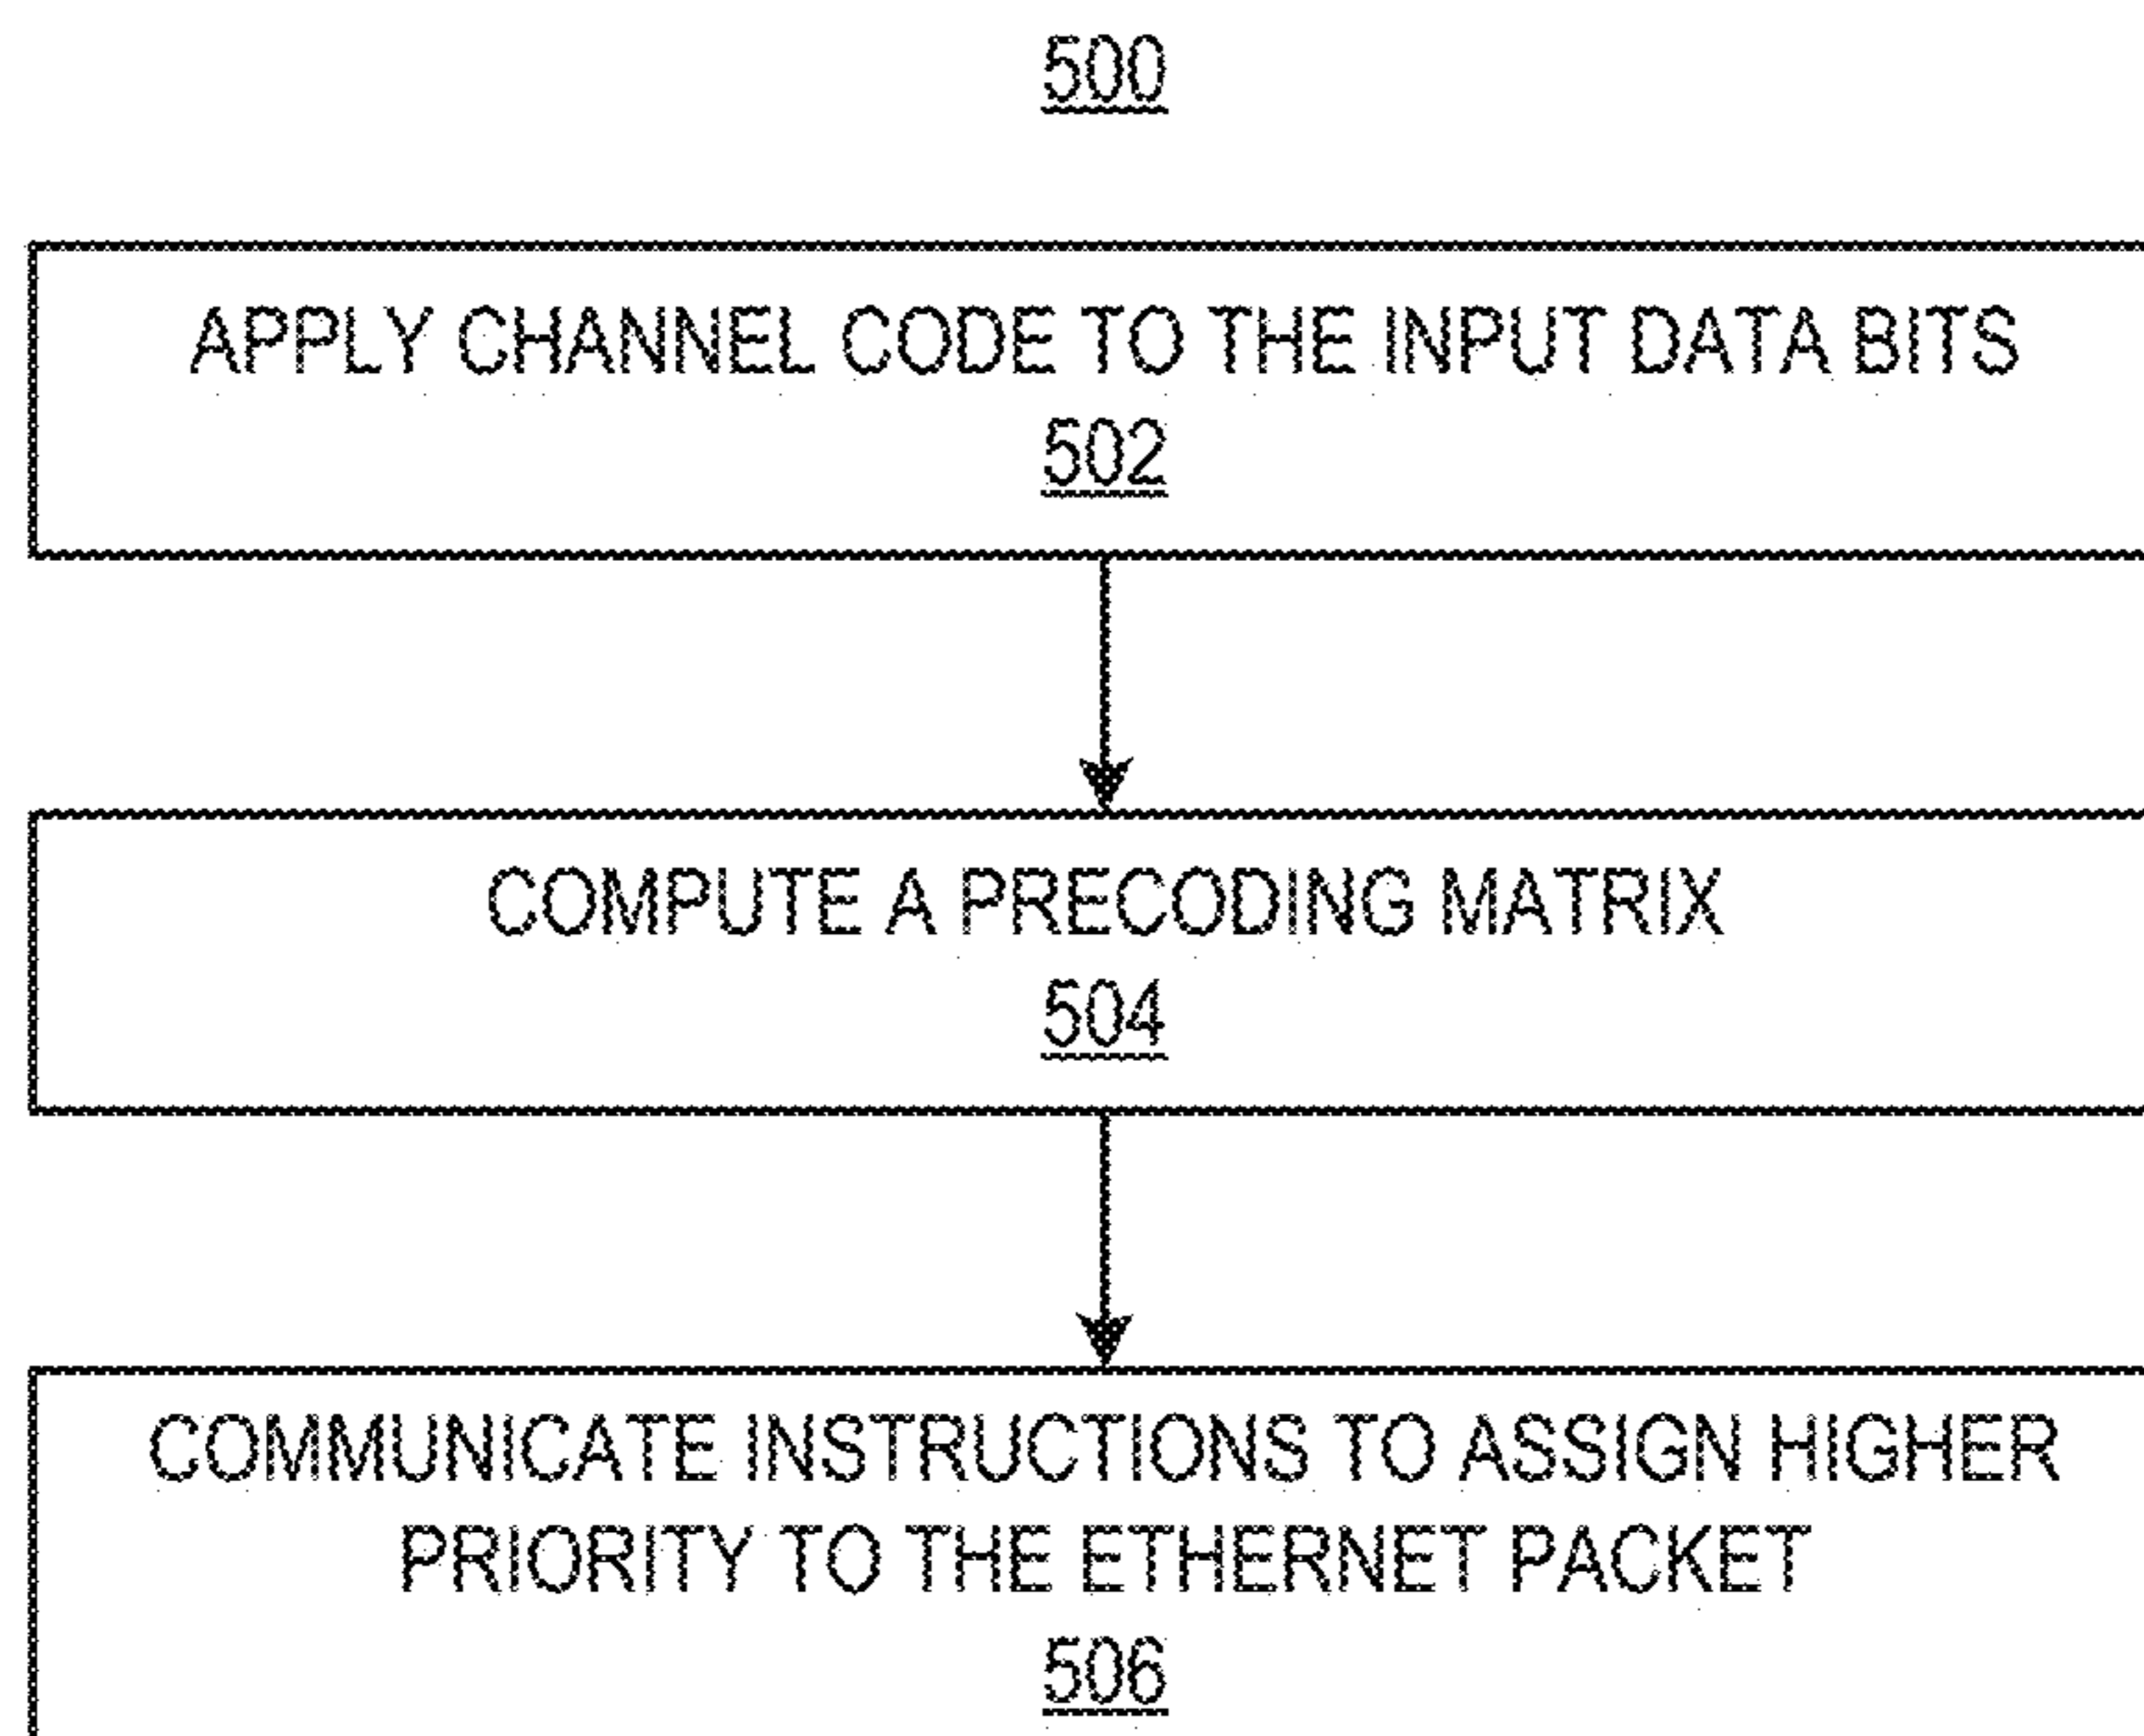 500
APPLY CHANNEL CODE TO THE INPUT DATA BITS
502
COMPUTE A PRECODING MATRIX
504
COMMUNICATE INSTRUCTIONS TO ASSIGN HIGHER
PRIORITY TO THE ETHERNET PACKET
506